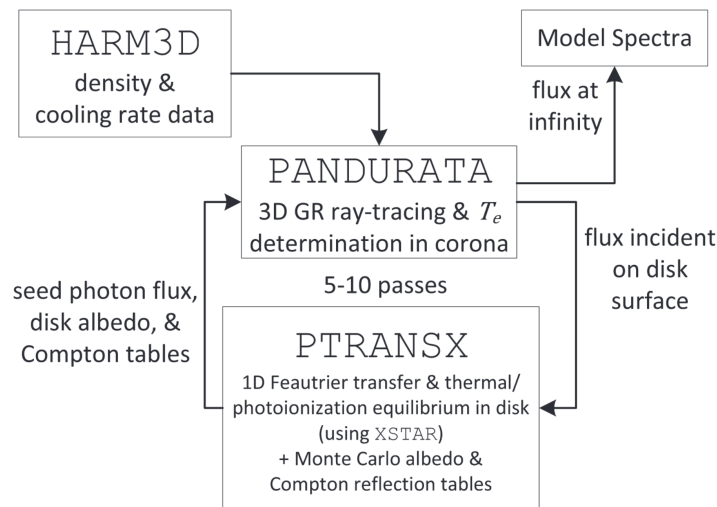 HARM3D
density &
cooling rate data
Model Spectra
flux at
infinity
PANDURATA
3D GR ray-tracing & Te
determination in corona
flux incident
on disk
surface
5-10 passes
seed photon flux,
disk albedo, &
Compton tables
PTRANSX
1D Feautrier transfer & thermal/
photoionization equilibrium in disk
(using XSTAR)
+ Monte Carlo albedo &
Compton reflection tables